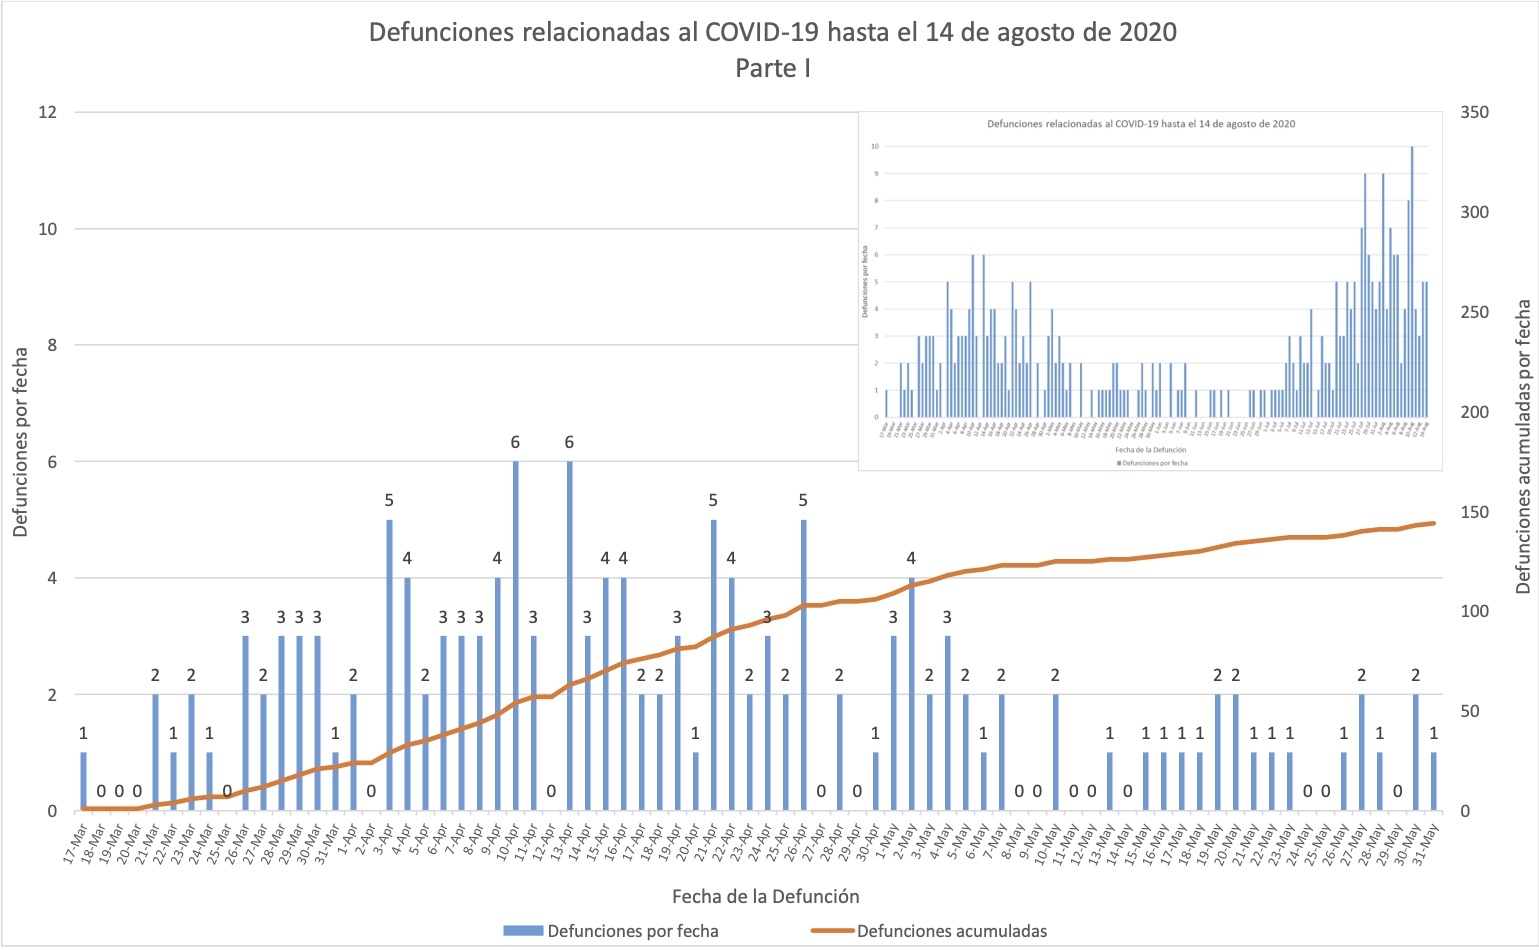 Defunciones relacionadas al COVID-19 hasta el 14 de agosto de 2020
Parte I
12
10
8
6
4
2
0
Defunciones por fecha
350
300
250
200
150
100
50
0
Defunciones acumuladas por fecha
Defunciones relacionadas al COVID-19 hasta el 14 de agosto de 2020
10
9
8
7
6
5
4
3
2
1
0
Defunciones por fecha
Fecha de la Defunción
Defunciones por fecha
1 0 0 0 2 1 2 1 0 3 2 3 3 3 1 2 0 5 4 2 3 3 3 4 6 3 0 6 3 4 4 2 2 3 1 5 4 2 3 2 5 0 2 0 1 3 4 2 3 2 1 2 0 0 2 0 0 1 0 1 1 1 1 2 2 1 1 1 0 0 1 2 1 0 2 1
17-Mar 18-Mar 19-Mar 20-Mar 21-Mar 22-Mar 23-Mar 24-Mar 25-Mar 26-Mar 27-Mar 28-Mar 29-Mar 30-Mar 31-Mar 1-Apr 2-Apr 3-Apr 4-Apr 5-Apr 6-Apr 7-Apr 8-Apr 9-Apr 10-Apr 11-Apr 12-Apr 13-Apr 14-Apr 15-Apr 16-Apr 17-Apr 18-Apr 19-Apr 20-Apr 21-Apr 22-Apr 23-Apr 24-Apr 25-Apr 26-Apr 27-Apr 28-Apr 29-Apr 30-Apr 1-May 2-May 3-May 4-May 5-May 6-May 7-May 8-May 9-May 10-May 11-May 12-May 13-May 14-May 15-May 16-May 17-May 18-May 19-May 20-May 21-May 22-May 23-May 24-May 25-May 26-May 27-May 28-May 29-May 30-May 31-May
Fecha de la Defunción
Defunciones por fecha
Defunciones acumuladas